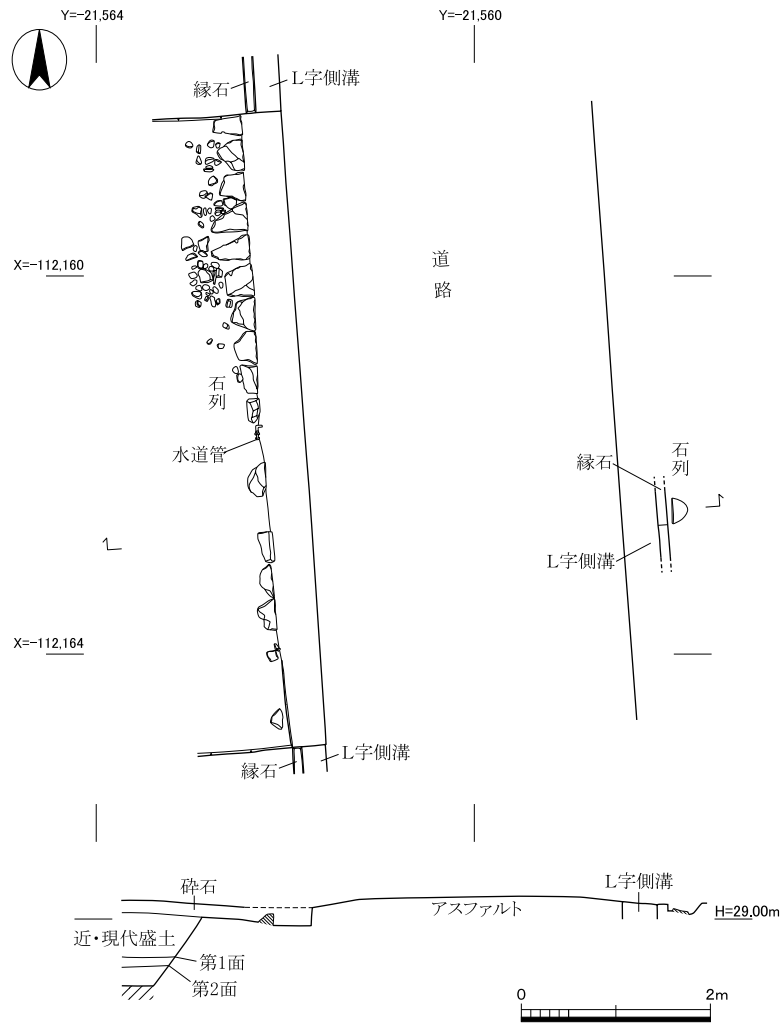 Y=-21,564
Y=-21,560
縁石
L字側溝
X=-112,160
道路
石列
水道管
石列
縁石
L字側溝
X=-112,164
縁石
L字側溝
砕石
L字側溝
アスファルト
H=29.00m
近・現代盛土
第1面
第2面
0
2m